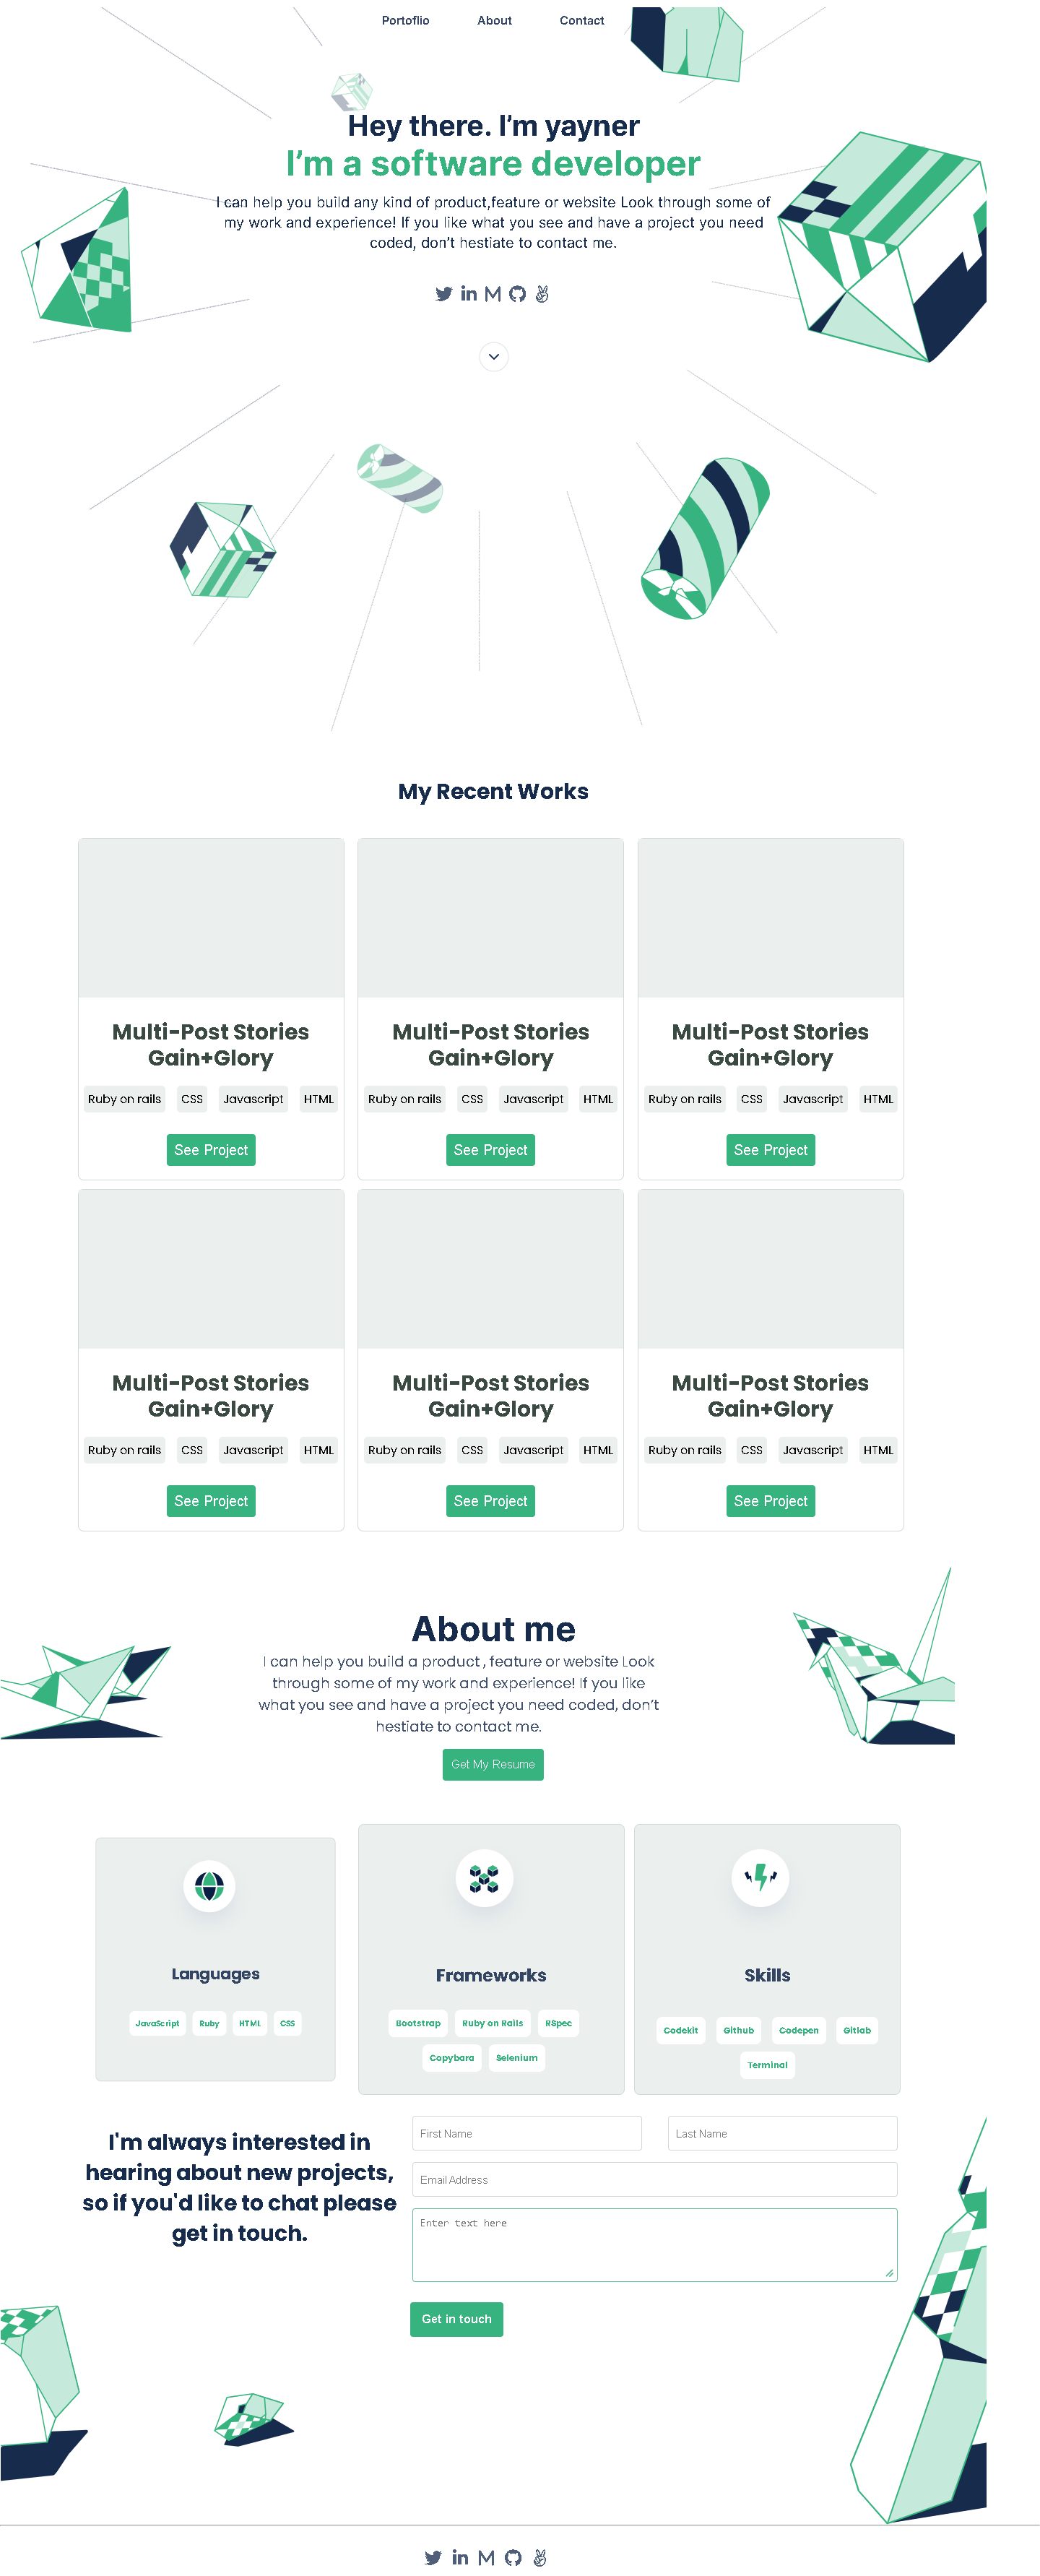 Portoflio About Contact
Hey there. I'm yayner
I'm a software developer
I can help you build any kind of product,feature or website Look through some of
my work and experience! If you like what you see and have a project you need
coded, don't hestiate to contact me.
My Recent Works
Multi-Post Stories
Gain+Glory
Ruby on rails CSS Javascript HTML
See Project
Multi-Post Stories
Gain+Glory
Ruby on rails CSS Javascript HTML
See Project
Multi-Post Stories
Gain+Glory
Ruby on rails CSS Javascript HTML
See Project
Multi-Post Stories
Gain+Glory
Ruby on rails CSS Javascript HTML
See Project
Multi-Post Stories
Gain+Glory
Ruby on rails CSS Javascript HTML
See Project
Multi-Post Stories
Gain+Glory
Ruby on rails CSS Javascript HTML
See Project
About me
I can help you build a product , feature or website Look
through some of my work and experience! If you like
what you see and have a project you need coded, don't
hestiate to contact me.
Get My Resume
Languages
JavaScript Ruby HTML CSS
Frameworks
Bootstrap Ruby on Rails RSpec
Copybara Selenium
Skills
Codekit Github Codepen Gitlab
Terminal
I'm always interested in
hearing about new projects,
so if you'd like to chat please
get in touch.
First Name Last Name
Email Address
Enter text here
Get in touch